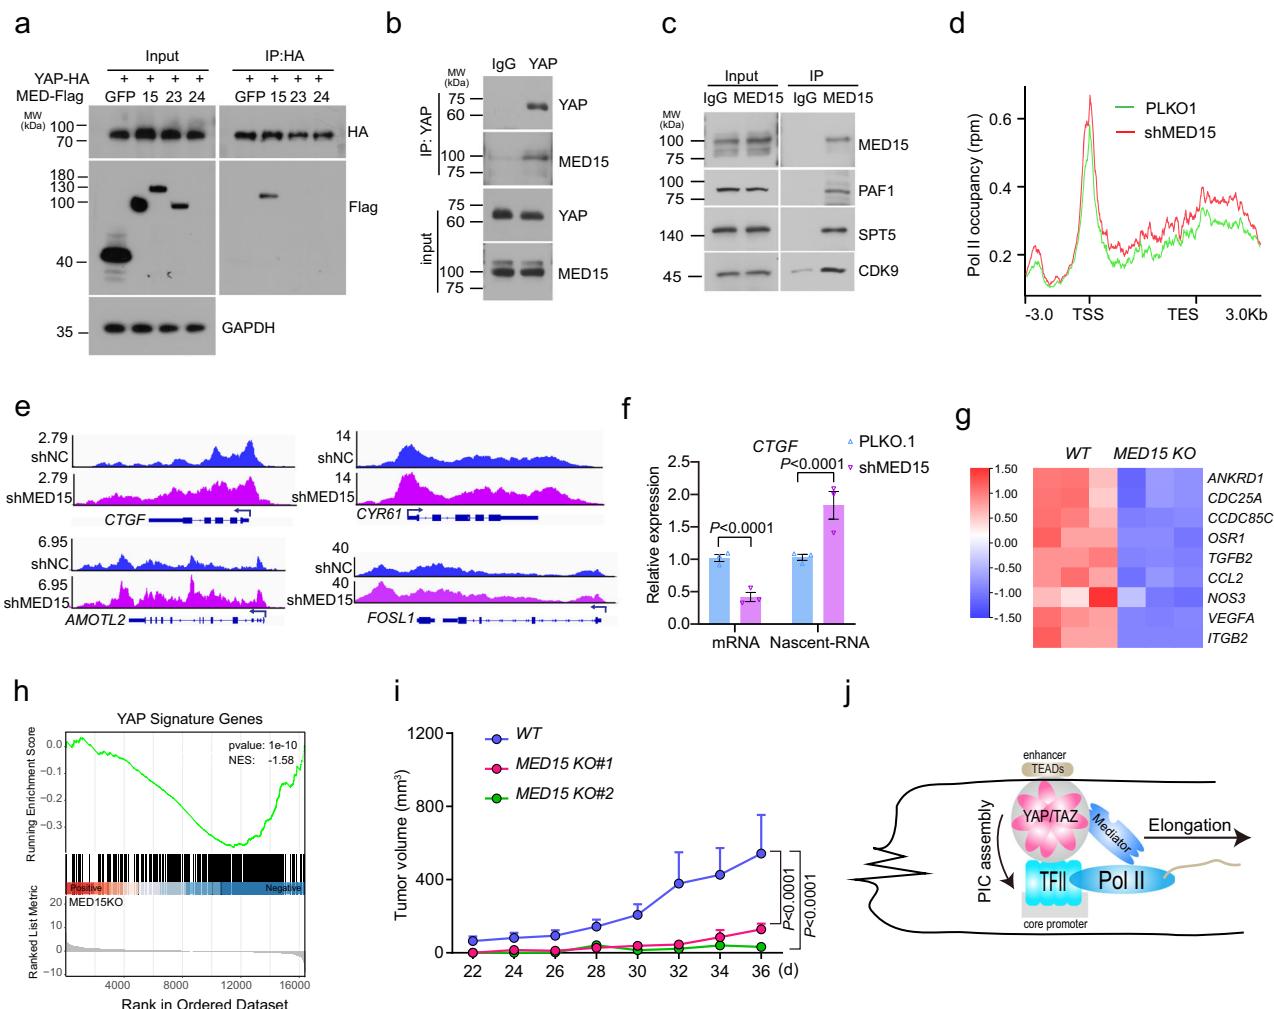 a
Input
IP:HA
YAP-HA + + + + + + + +
MED-Flag GFP 15 23 24 GFP 15 23 24
MW
(kDa)
100
70
HA
180
130
100
40
Flag
35
GAPDH
b
IgG YAP
MW
(kDa)
IP: YAP
75
60
YAP
100
75
MED15
input
75
60
YAP
100
75
MED15
c
Input IP
IgG MED15 IgG MED15
MW
(kDa)
100
75
MED15
100
75
PAF1
140
SPT5
45
CDK9
d
Pol II occupancy (rpm)
0.6
0.4
0.2
PLKO1
shMED15
-3.0 TSS TES 3.0Kb
e
2.79
shNC
2.79
shMED15
CTGF
14
shNC
14
shMED15
CYR61
6.95
shNC
6.95
shMED15
AMOTL2
40
shNC
40
shMED15
FOSL1
f
CTGF
PLKO.1
shMED15
P<0.0001
P<0.0001
Relative expression
2.5
2.0
1.5
1.0
0.5
0.0
mRNA Nascent-RNA
g
WT MED15 KO
1.50
1.00
0.50
0.00
-0.50
-1.00
-1.50
ANKRD1
CDC25A
CCDC85C
OSR1
TGFB2
CCL2
NOS3
VEGFA
ITGB2
h
YAP Signature Genes
pvalue: 1e-10
NES: -1.58
Running Enrichment Score
0.0
−0.1
−0.2
−0.3
Positive Negative
MED15KO
Ranked List Metric
20
10
0
−10
4000 8000 12000 16000
Rank in Ordered Dataset
i
Tumor volume (mm³)
1200
800
400
0
WT
MED15 KO#1
MED15 KO#2
P<0.0001
P<0.0001
22 24 26 28 30 32 34 36 (d)
j
enhancer
TEADs
YAP/TAZ
Mediator
Elongation
PIC assembly
TFII
Pol II
core promoter